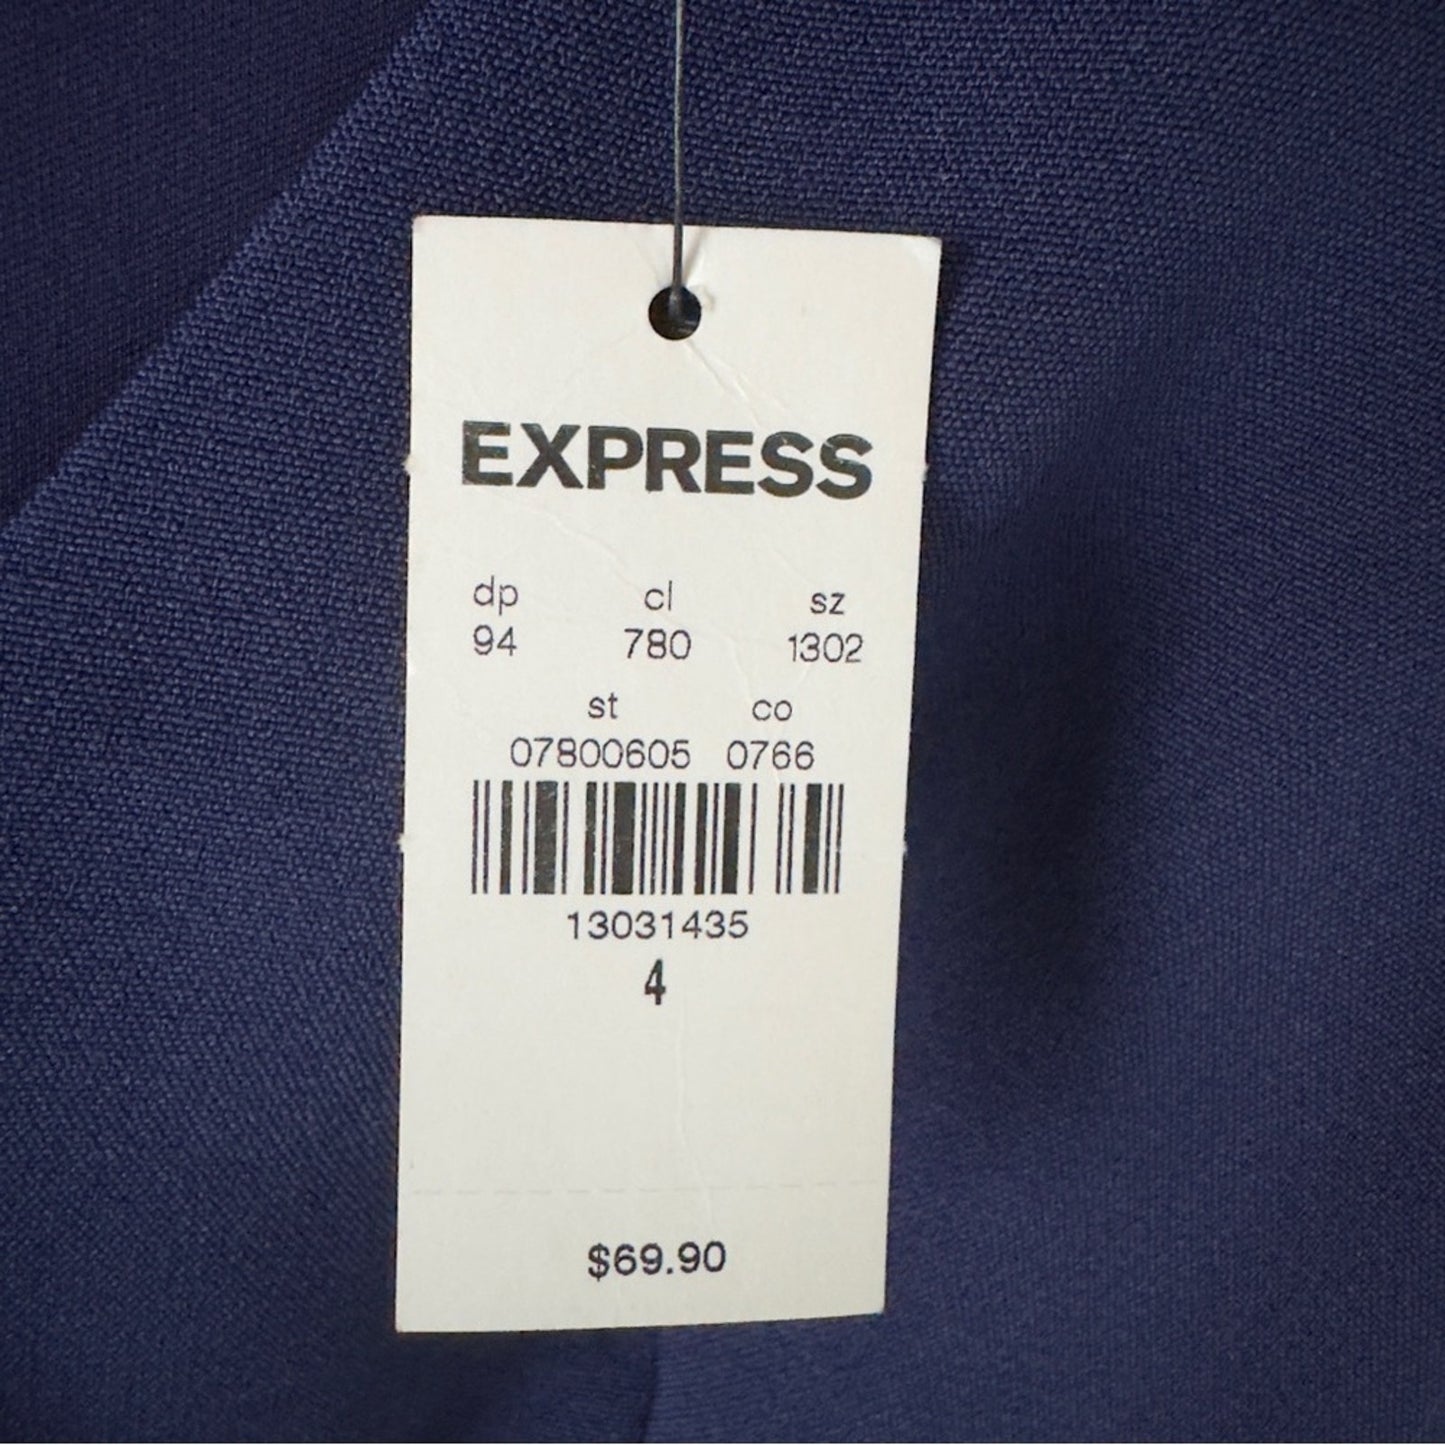 EXPRESS
dp cl sz
94 780 1302
st co
07800605 0766
13031435
4
$69.90